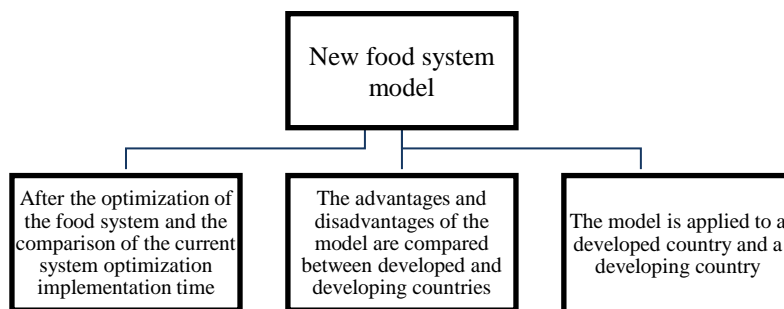 New food system
model
After the optimization of
the food system and the
comparison of the current
system optimization
implementation time
The advantages and
disadvantages of the
model are compared
between developed and
developing countries
The model is applied to a
developed country and a
developing country